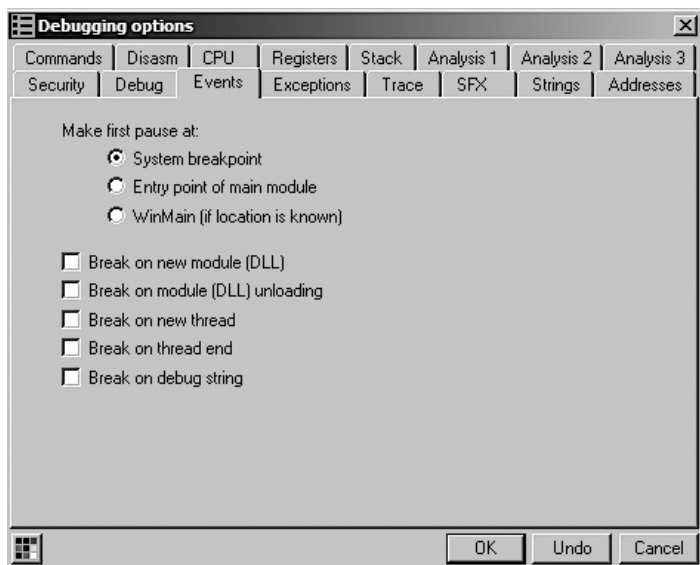 Debugging options
Commands Disasm CPU Registers Stack Analysis 1 Analysis 2 Analysis 3
Security Debug Events Exceptions Trace SFX Strings Addresses
Make first pause at:
System breakpoint
Entry point of main module
WinMain (if location is known)
Break on new module (DLL)
Break on module (DLL) unloading
Break on new thread
Break on thread end
Break on debug string
OK Undo Cancel